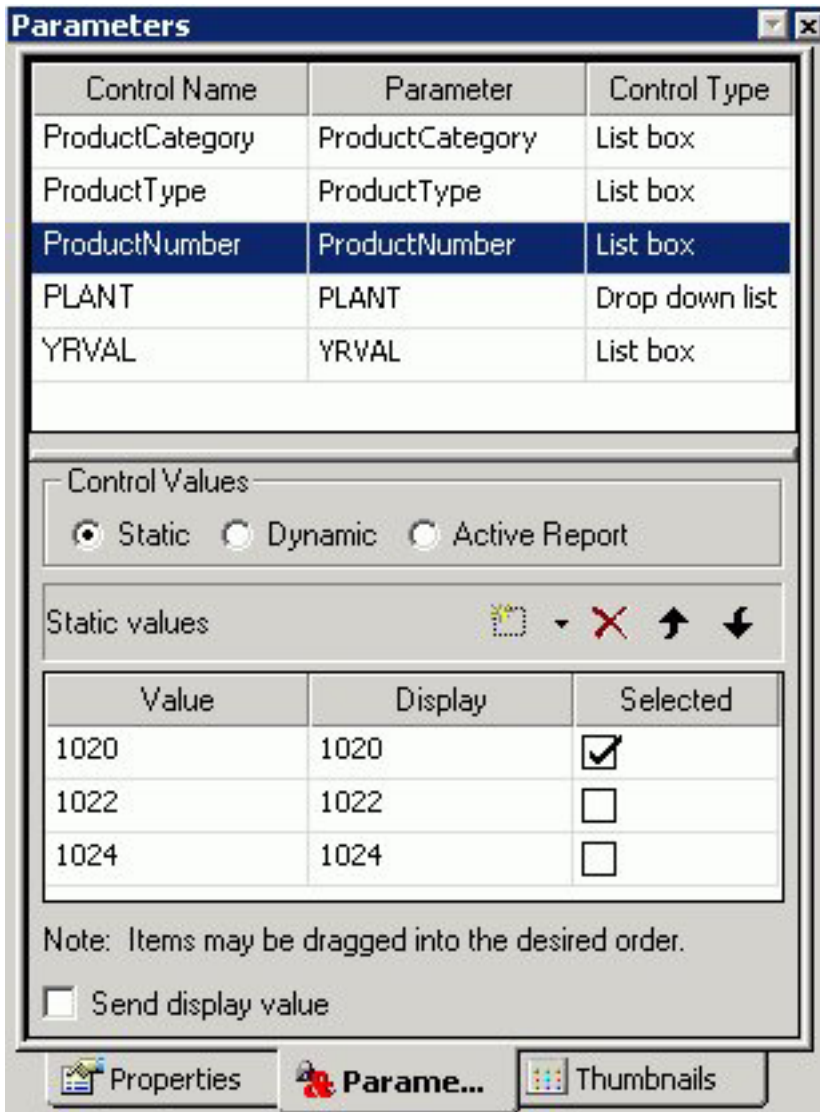 Parameters
Control Name Parameter Control Type
ProductCategory ProductCategory List box
ProductType ProductType List box
ProductNumber ProductNumber List box
PLANT PLANT Drop down list
YRVAL YRVAL List box
Control Values
Static Dynamic Active Report
Static values
Value Display Selected
1020 1020
1022 1022
1024 1024
Note: Items may be dragged into the desired order.
Send display value
Properties Parame... Thumbnails